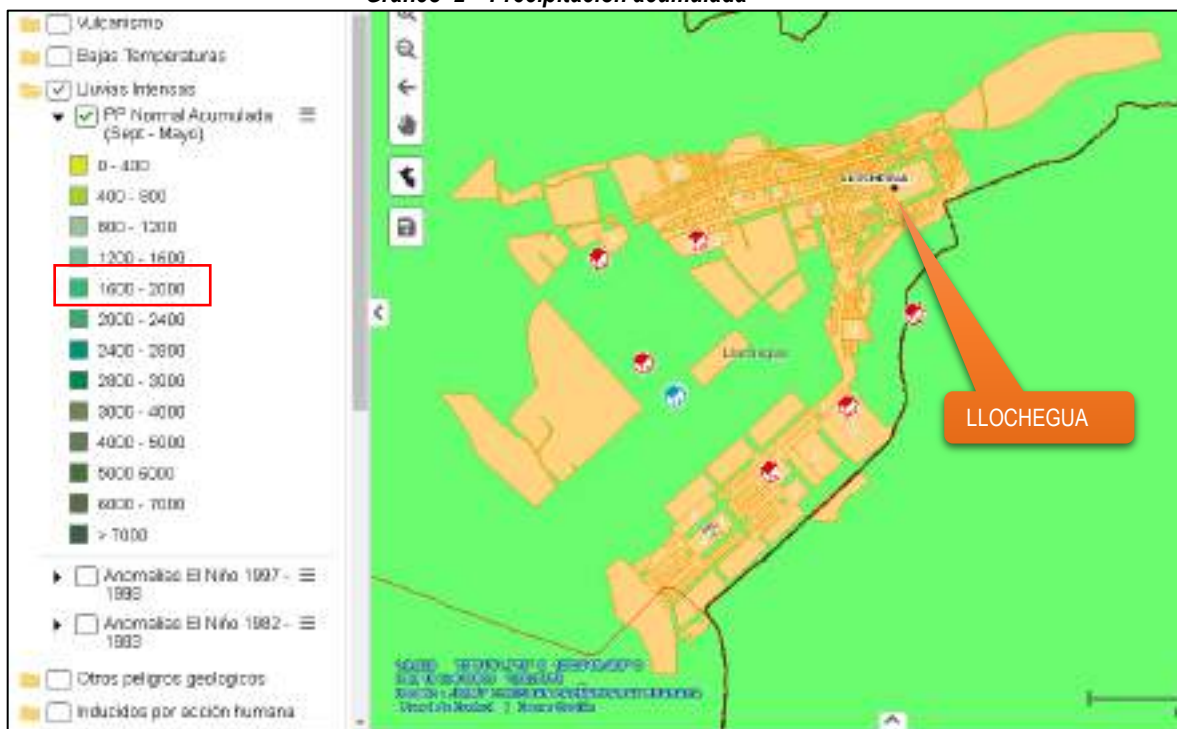 Gráfico 2 - Precipitación acumulada
Vulcanismo
Bajas Temperaturas
Lluvias Intensas
PP Normal Acumulada
(Sept - Mayo)
0 - 400
400 - 800
800 - 1200
1200 - 1600
1600 - 2000
2000 - 2400
2400 - 2800
2800 - 3000
3000 - 4000
4000 - 5000
5000 6000
6000 - 7000
> 7000
Anomalias El Niño 1997 -
1998
Anomalias El Niño 1982 -
1983
Otros peligros geologicos
Inducidos por acción humana
LLOCHEGUA
Llochegua
LLOCHEGUA